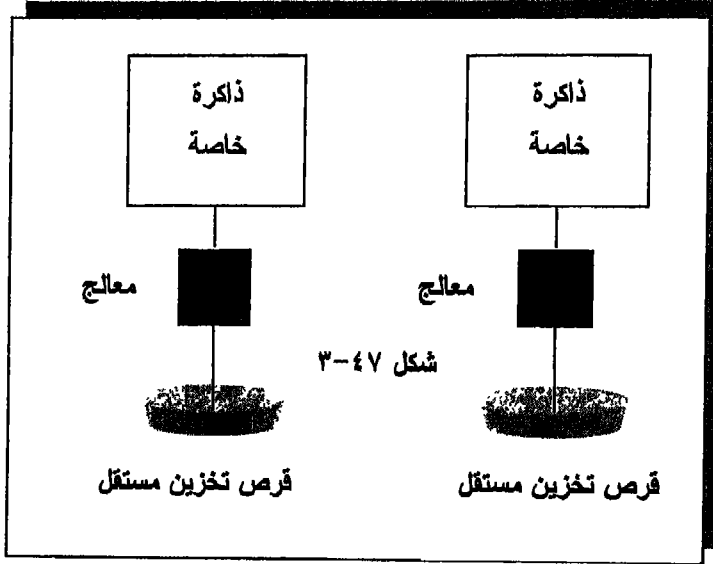 ذاكرة
خاصة
ذاكرة
خاصة
معالج
معالج
شكل ٤٧-٣
قرص تخزين مستقل
قرص تخزين مستقل